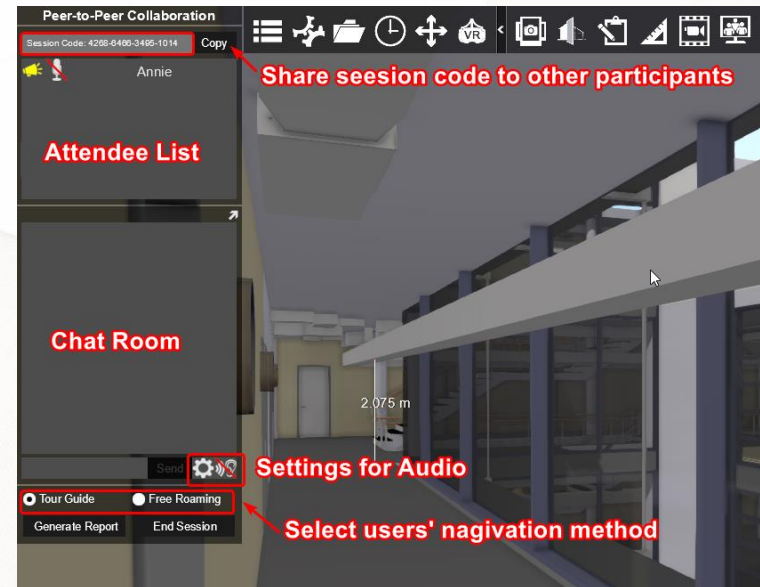 Peer-to-Peer Collaboration
Session Code: 4268-6466-3495-1014
Copy
VR
Share seesion code to other participants
Annie
Attendee List
Chat Room
2.075 m
Send
Settings for Audio
Tour Guide
Free Roaming
Generate Report
End Session
Select users' nagivation method